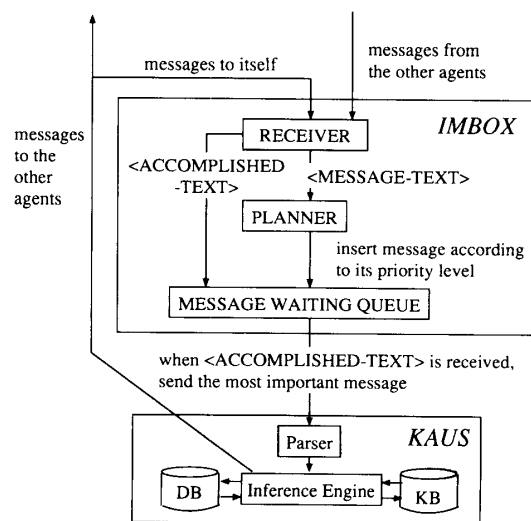 messages to itself
messages from
the other agents
messages
to the
other
agents
IMBOX
RECEIVER
<ACCOMPLISHED
-TEXT>
<MESSAGE-TEXT>
PLANNER
insert message according
to its priority level
MESSAGE WAITING QUEUE
when <ACCOMPLISHED-TEXT> is received,
send the most important message
KAUS
Parser
DB
Inference Engine
KB